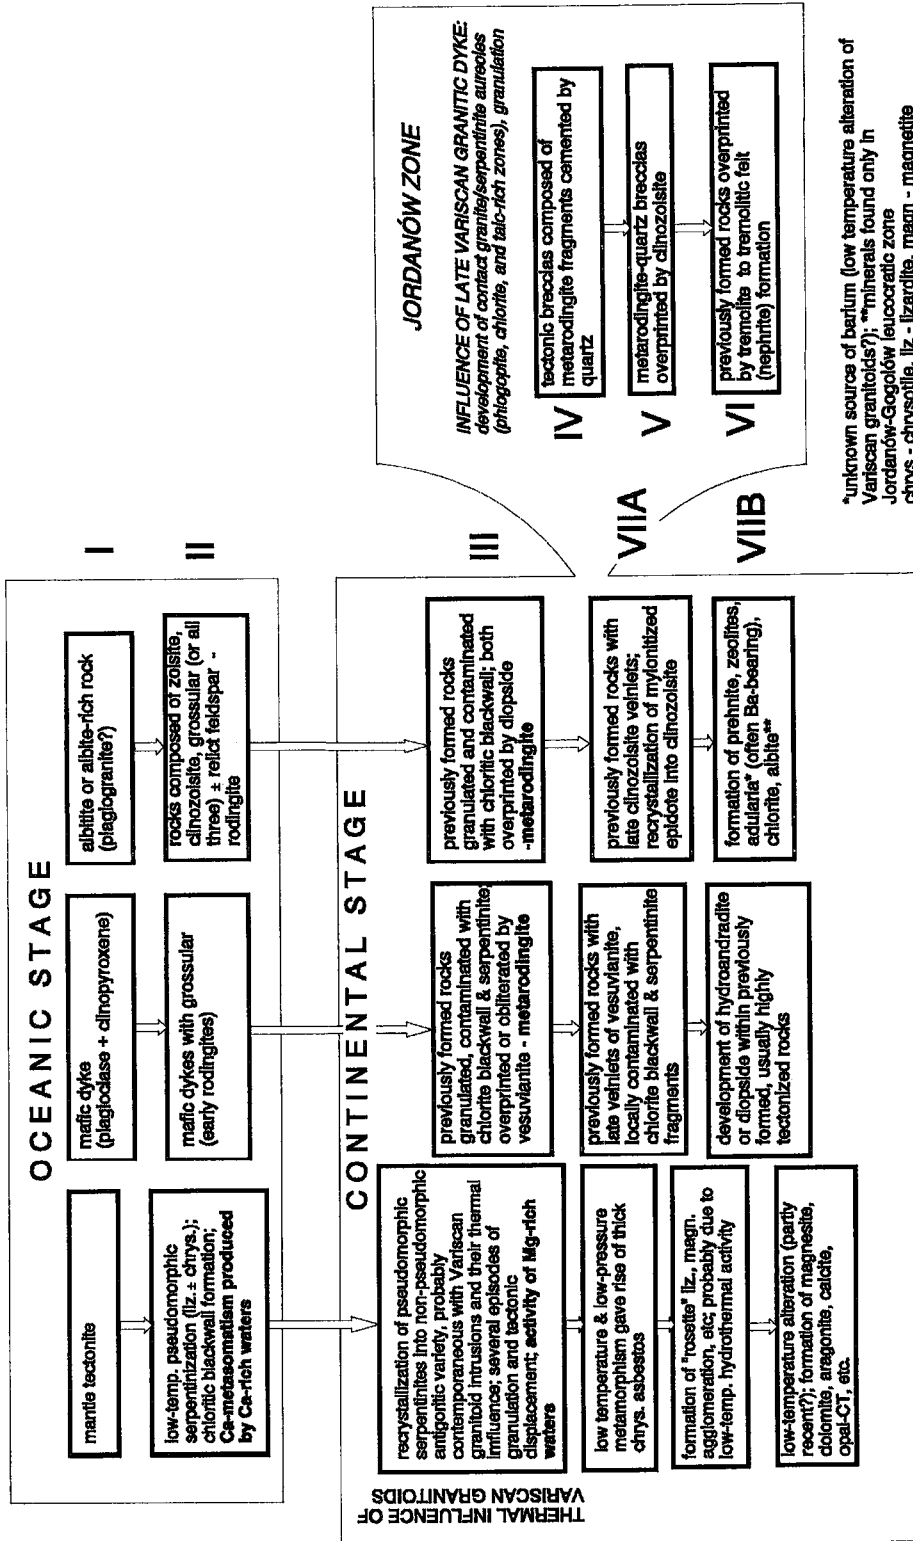 OCEANIC STAGE
mantle tectonite
low-temp. pseudomorphic
serpentinization (liz. ± chrys.);
chloritic blackwall formation;
Ca-metasomatism produced
by Ca-rich waters
mafic dyke
(plagioclase + clinopyroxene)
mafic dykes with grossular
(early rodingites)
albitite or albite-rich rock
(plagiogranite?)
rocks composed of zoisite,
clinozoisite, grossular (or all
three) ± relict feldspar -
rodingite
I
II
CONTINENTAL STAGE
THERMAL INFLUENCE OF
VARISCAN GRANITOIDS
recrystallization of pseudomorphic
serpentinites into non-pseudomorphic
antigoritic variety, probably
contemporaneous with Variscan
granitoid intrusions and their thermal
imfluence; several episodes of
granulation and tectonic
displacement; activity of Mg-rich
waters
low temperature & low-pressure
metamorphism gave rise of thick
chrys. asbestos
formation of "rosette" liz., magn.
agglomeration, etc; probably due to
low-temp. hydrothermal activity
low-temperature alteration (partly
recent?); formation of magnesite,
dolomite, aragonite, calcite,
opal-CT, etc.
previously formed rocks
granulated, contaminated with
chlorite blackwall & serpentinite;
overprinted or obliterated by
vesuvianite - metarodingite
previously formed rocks with
late veinlets of vesuvianite,
locally contaminated with
chlorite blackwall & serpentinite
fragments
development of hydroandradite
or diopside within previously
formed, usually highly
tectonized rocks
previously formed rocks
granulated and contaminated
with chloritic blackwall; both
overprinted by diopside
-metarodingite
previously formed rocks with
late clinozoisite veinlets;
recrystallization of mylonitized
epidote into clinozoisite
formation of prehnite, zeolites,
adularia* (often Ba-bearing),
chlorite, albite**
III
VIIA
VIIB
JORDANÓW ZONE
INFLUENCE OF LATE VARISCAN GRANITIC DYKE:
development of contact granite/serpentinite aureoles
(phlogopite, chlorite, and talc-rich zones), granulation
IV
tectonic breccias composed of
metarodingite fragments cemented by
quartz
V
metarodingite-quartz breccias
overprinted by clinozoisite
VI
previously formed rocks overprinted
by tremolite to tremolitic felt
(nephrite) formation
*unknown source of barium (low temperature alteration of
Variscan granitoids?); **minerals found only in
Jordanów-Gogołów leucocratic zone
chrys - chrysotile, liz - lizardite, magn - magnetite